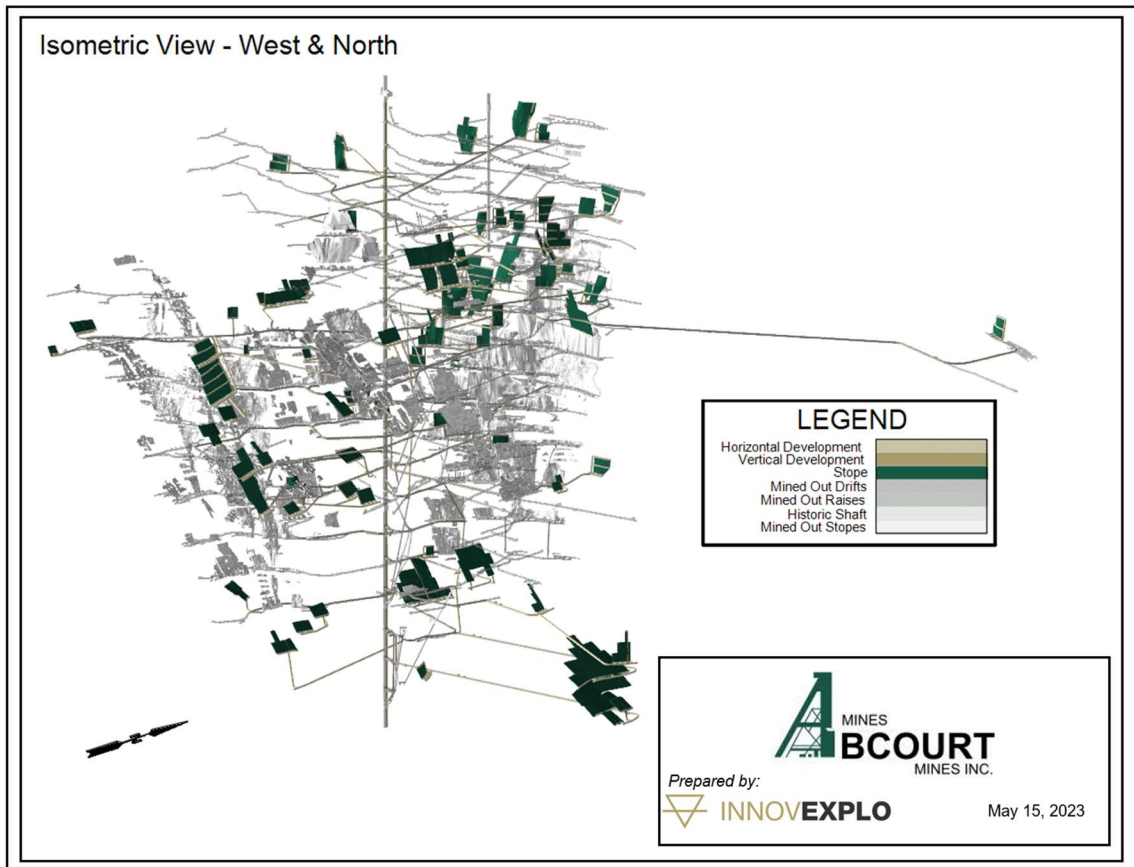 Isometric View - West & North
LEGEND
Horizontal Development
Vertical Development
Stope
Mined Out Drifts
Mined Out Raises
Historic Shaft
Mined Out Stopes
MINES
ABCOURT
MINES INC.
Prepared by:
INNOVEXPLO
May 15, 2023